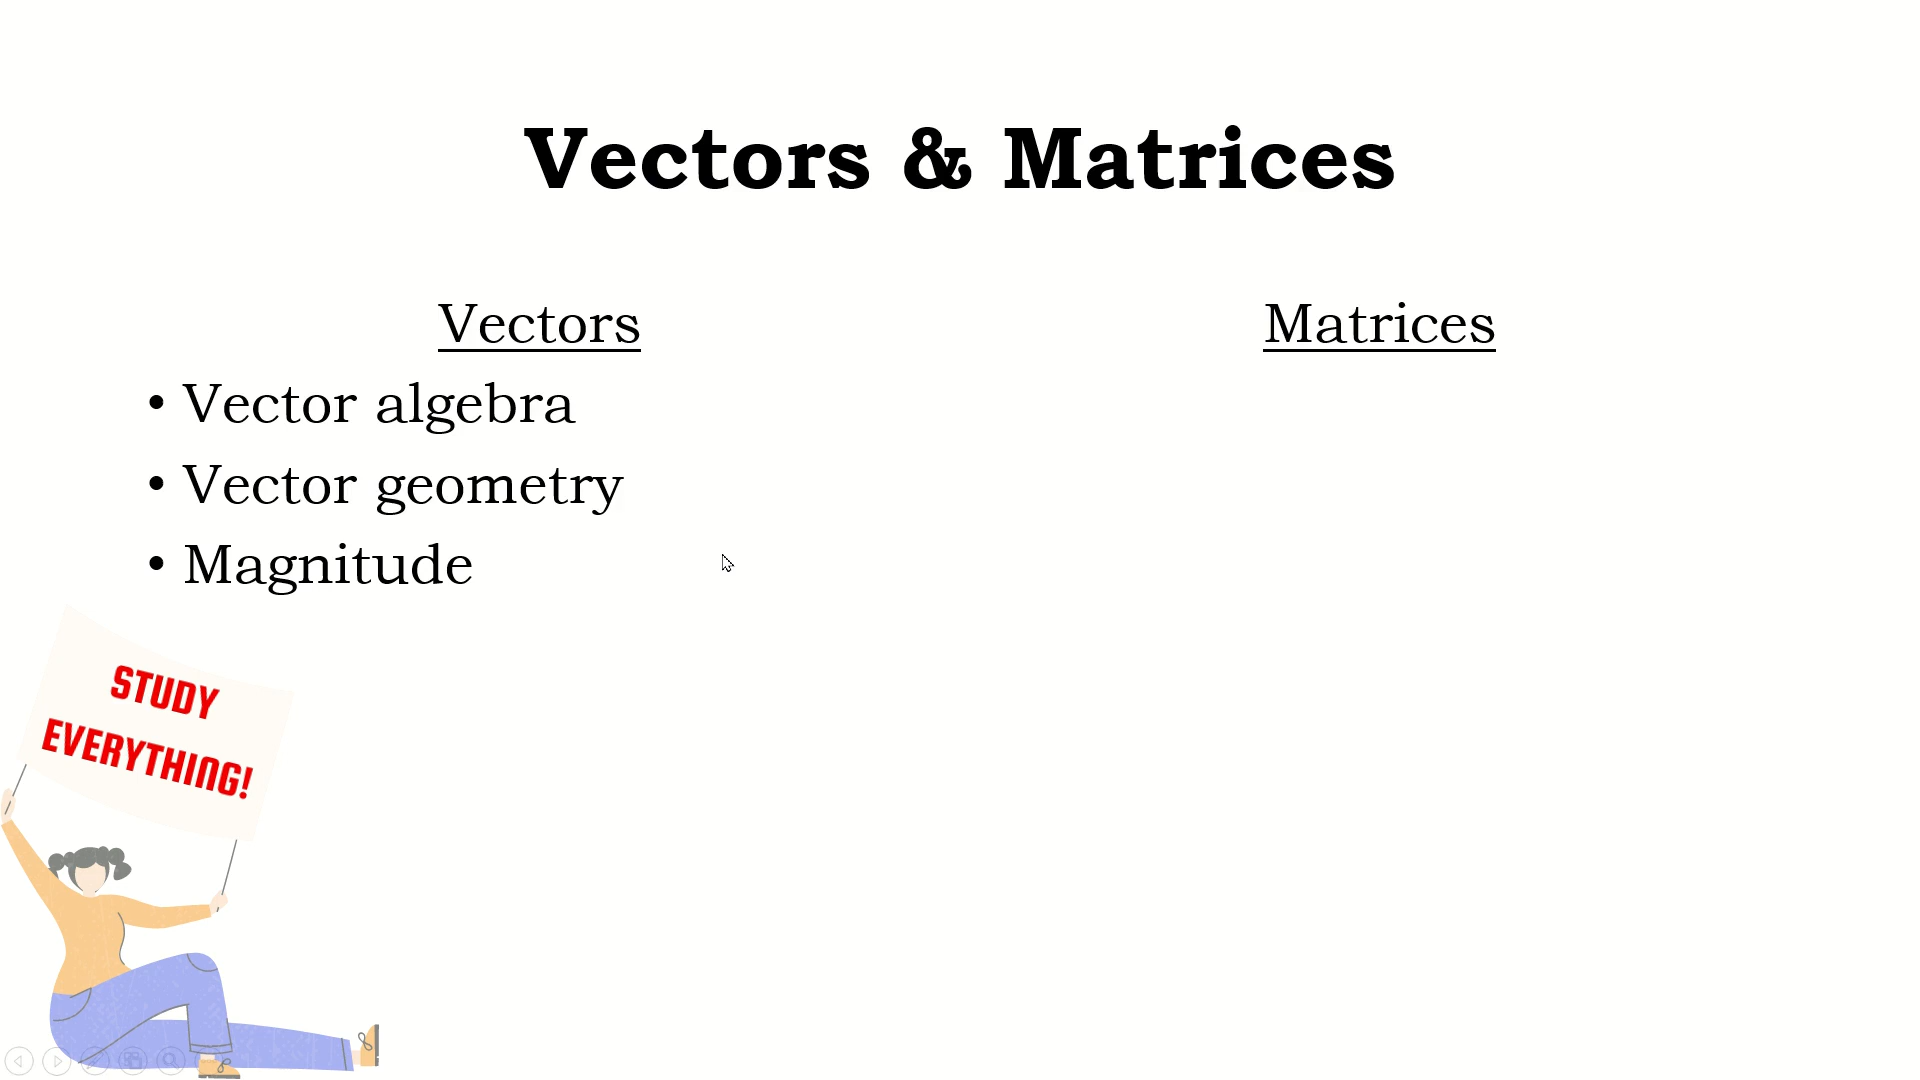 Vectors & Matrices
Vectors
• Vector algebra
• Vector geometry
• Magnitude
Matrices
STUDY
EVERYTHING!